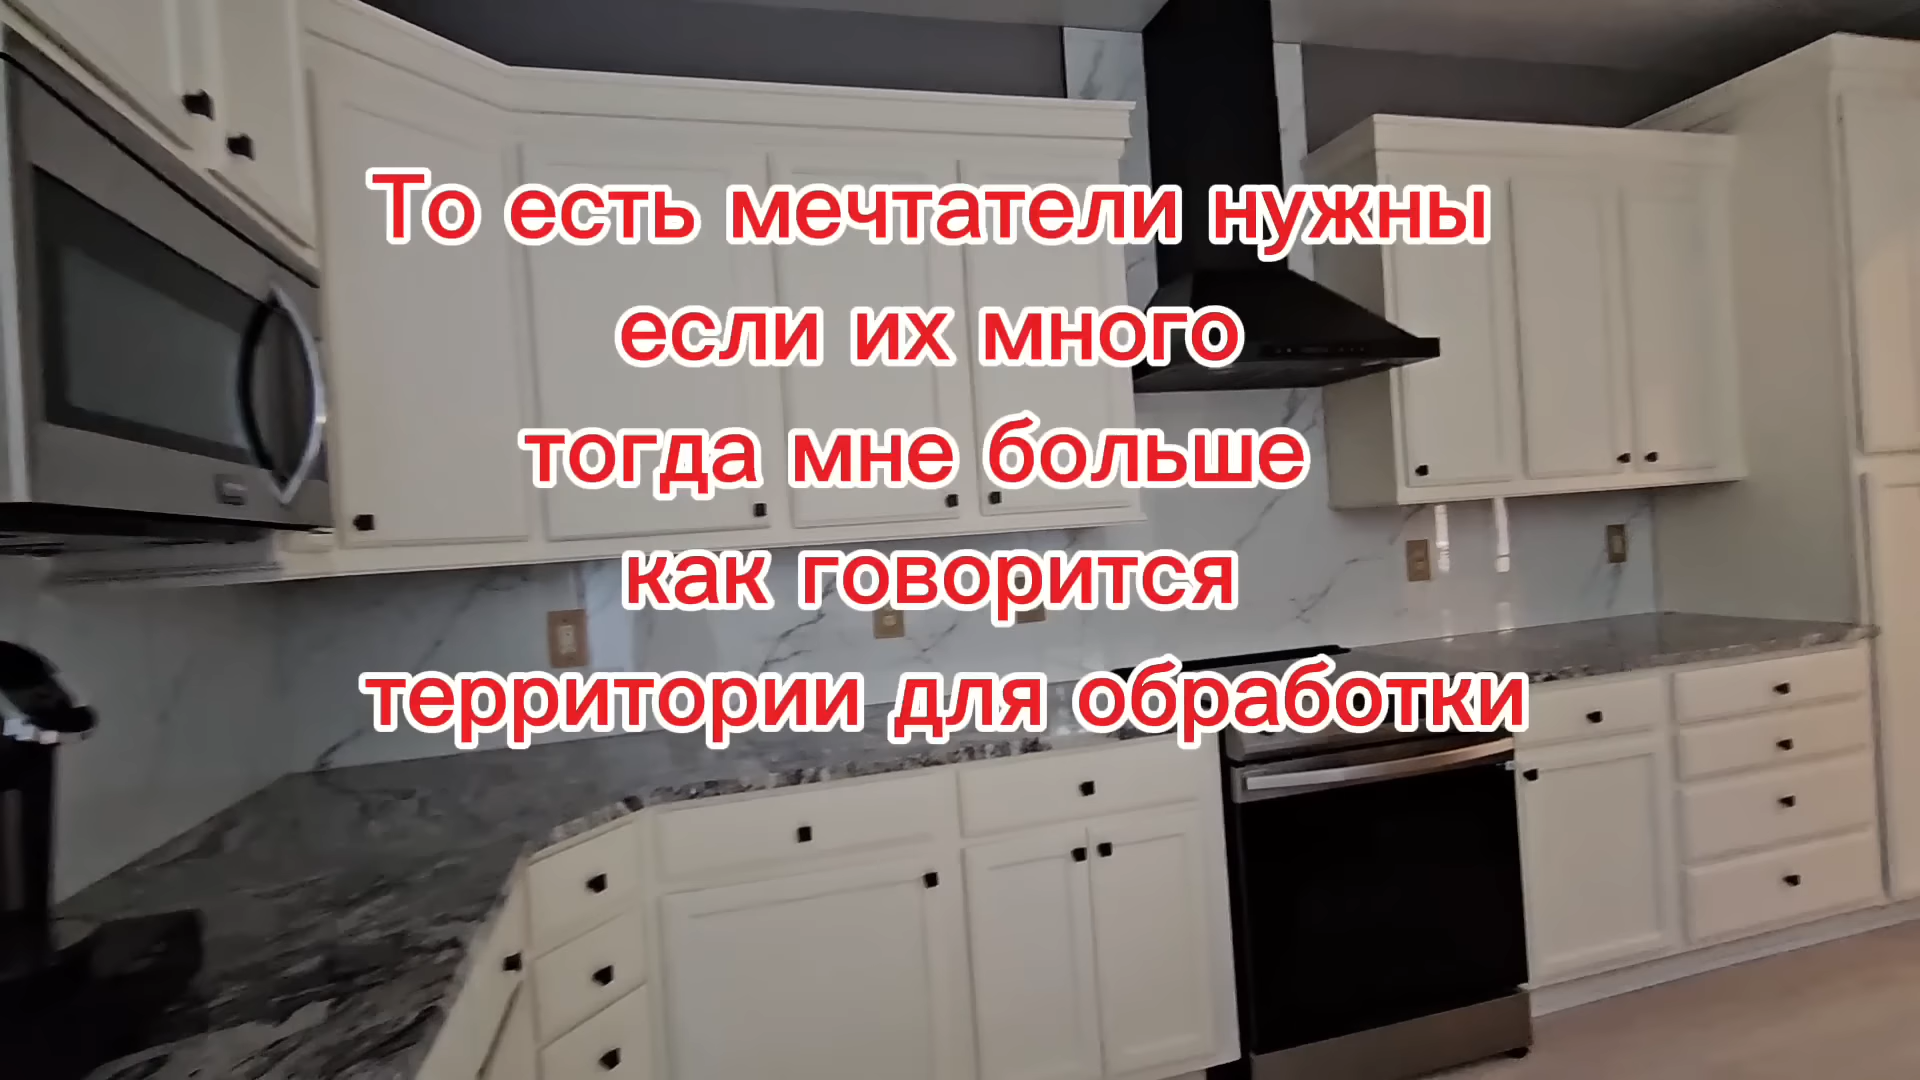 То есть мечтатели нужны
если их много
тогда мне больше
как говорится
территории для обработки